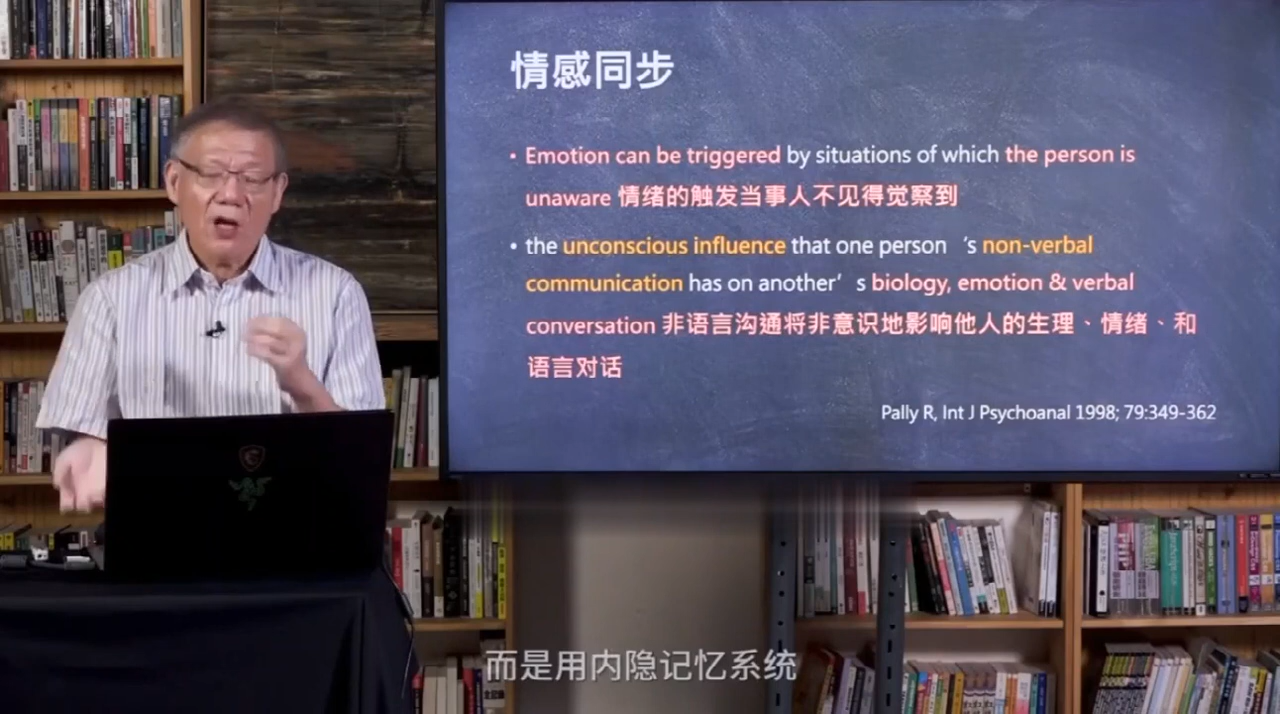 情感同步
• Emotion can be triggered by situations of which the person is
unaware 情绪的触发当事人不见得觉察到
• the unconscious influence that one person ‘s non-verbal
communication has on another’ s biology, emotion & verbal
conversation 非语言沟通将非意识地影响他人的生理、情绪、和
语言对话
Pally R, Int J Psychoanal 1998; 79:349-362
而是用内隐记忆系统